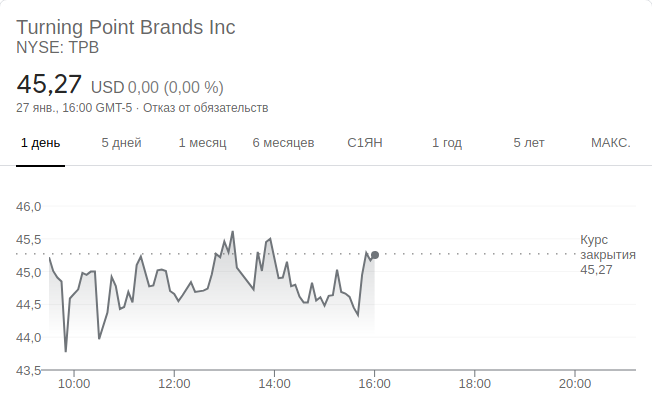 Turning Point Brands Inc
NYSE: TPB
45,27 USD 0,00 (0,00 %)
27 янв., 16:00 GMT-5 · Отказ от обязательств
1 день 5 дней 1 месяц 6 месяцев С1ЯН 1 год 5 лет МАКС.
46,0
45,5
Курс
закрытия
45,27
45,0
44,5
44,0
43,5
10:00 12:00 14:00 16:00 18:00 20:00